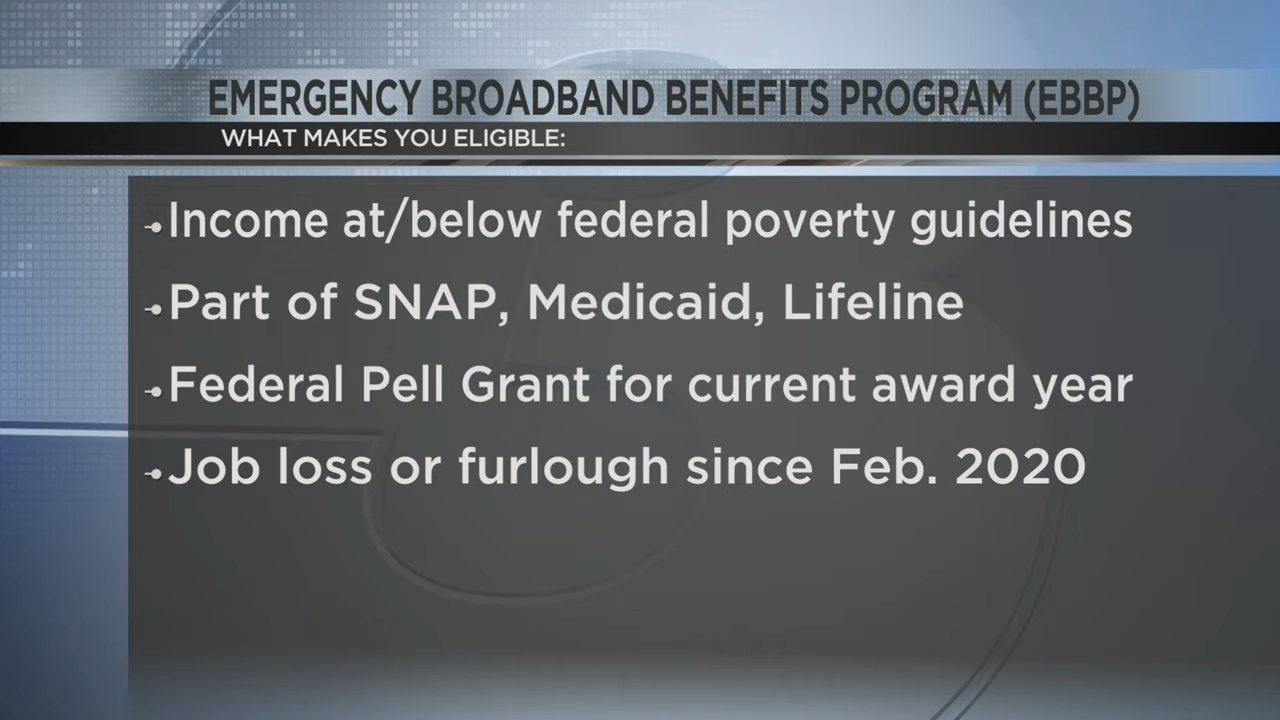 EMERGENCY BROADBAND BENEFITS PROGRAM (EBBP)
WHAT MAKES YOU ELIGIBLE:
Income at/below federal poverty guidelines
Part of SNAP, Medicaid, Lifeline
Federal Pell Grant for current award year
Job loss or furlough since Feb. 2020